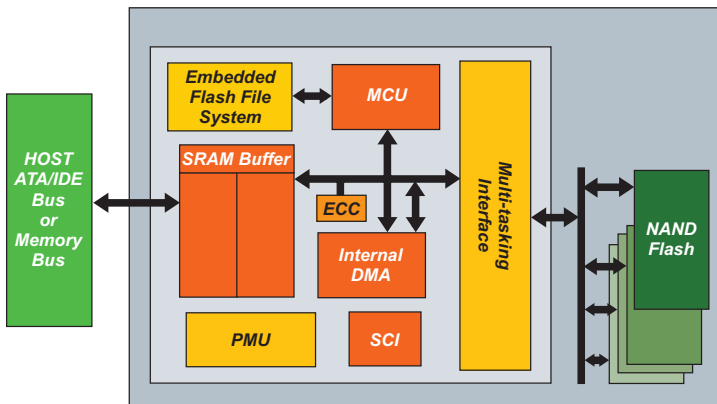 HOST
ATA/IDE
Bus
or
Memory
Bus
Embedded
Flash File
System
MCU
SRAM Buffer
ECC
Internal
DMA
PMU
SCI
Multi-tasking
Interface
NAND
Flash